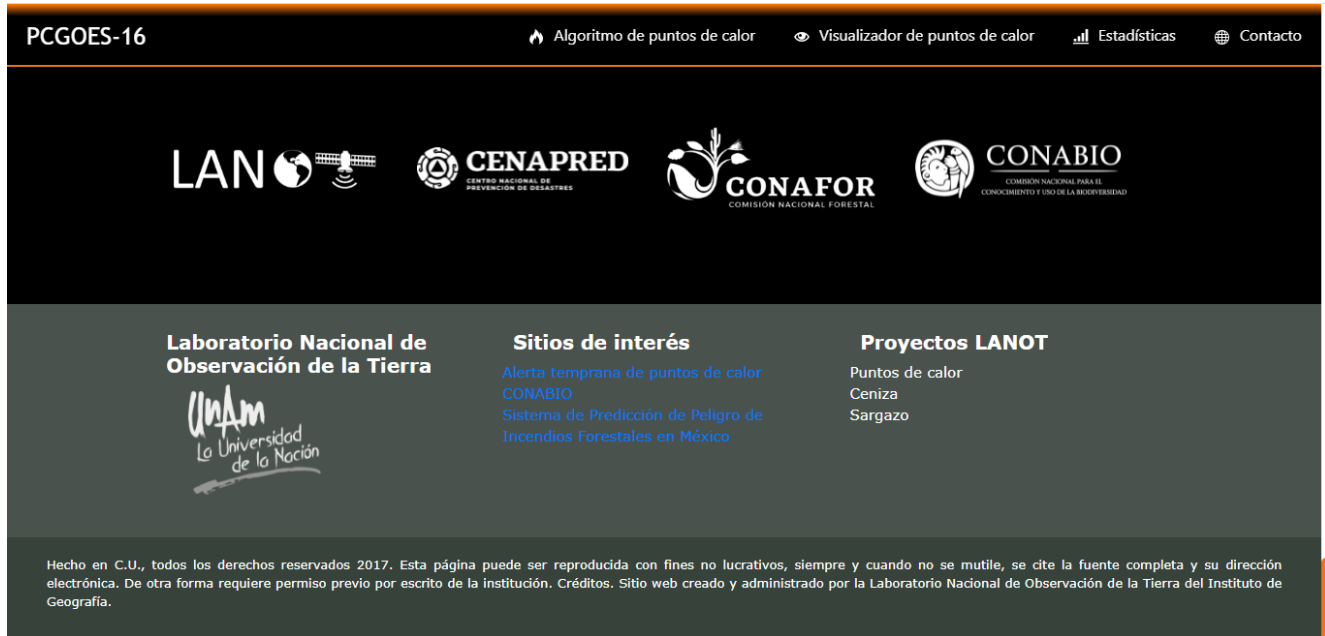 PCGOES-16
Algoritmo de puntos de calor
Visualizador de puntos de calor
Estadísticas
Contacto
LANOT
CENAPRED
CENTRO NACIONAL DE
PREVENCIÓN DE DESASTRES
CONAFOR
COMISIÓN NACIONAL FORESTAL
CONABIO
COMISIÓN NACIONAL PARA EL
CONOCIMIENTO Y USO DE LA BIODIVERSIDAD
Laboratorio Nacional de
Observación de la Tierra
UNAM
La Universidad
de la Nación
Sitios de interés
Alerta temprana de puntos de calor
CONABIO
Sistema de Predicción de Peligro de
Incendios Forestales en México
Proyectos LANOT
Puntos de calor
Ceniza
Sargazo
Hecho en C.U., todos los derechos reservados 2017. Esta página puede ser reproducida con fines no lucrativos, siempre y cuando no se mutile, se cite la fuente completa y su dirección
electrónica. De otra forma requiere permiso previo por escrito de la institución. Créditos. Sitio web creado y administrado por la Laboratorio Nacional de Observación de la Tierra del Instituto de
Geografía.